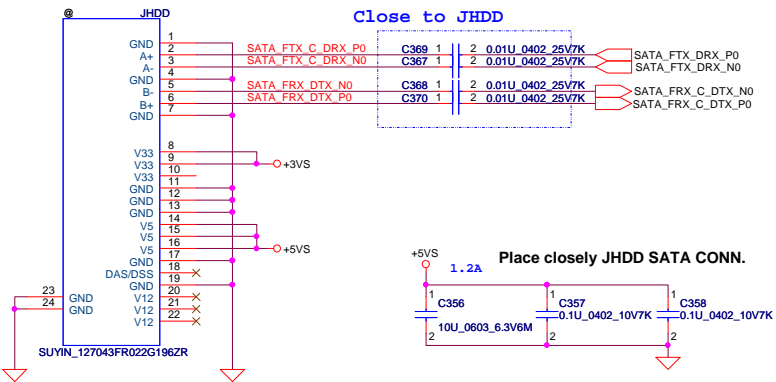 @ JHDD
Close to JHDD
GND 1
A+ 2 SATA_FTX_C_DRX_P0 C369 1 2 0.01U_0402_25V7K SATA_FTX_DRX_P0
A- 3 SATA_FTX_C_DRX_N0 C367 1 2 0.01U_0402_25V7K SATA_FTX_DRX_N0
GND 4
B- 5 SATA_FRX_DTX_N0 C368 1 2 0.01U_0402_25V7K SATA_FRX_C_DTX_N0
B+ 6 SATA_FRX_DTX_P0 C370 1 2 0.01U_0402_25V7K SATA_FRX_C_DTX_P0
GND 7
V33 8
V33 9 +3VS
V33 10
GND 11
GND 12
GND 13
V5 14
V5 15
V5 16 +5VS
GND 17
DAS/DSS 18
GND 19
V12 20
V12 21
V12 22
23 GND
24 GND
SUYIN_127043FR022G196ZR
+5VS
1.2A
Place closely JHDD SATA CONN.
1 C356 10U_0603_6.3V6M 2
1 C357 0.1U_0402_10V7K 2
1 C358 0.1U_0402_10V7K 2